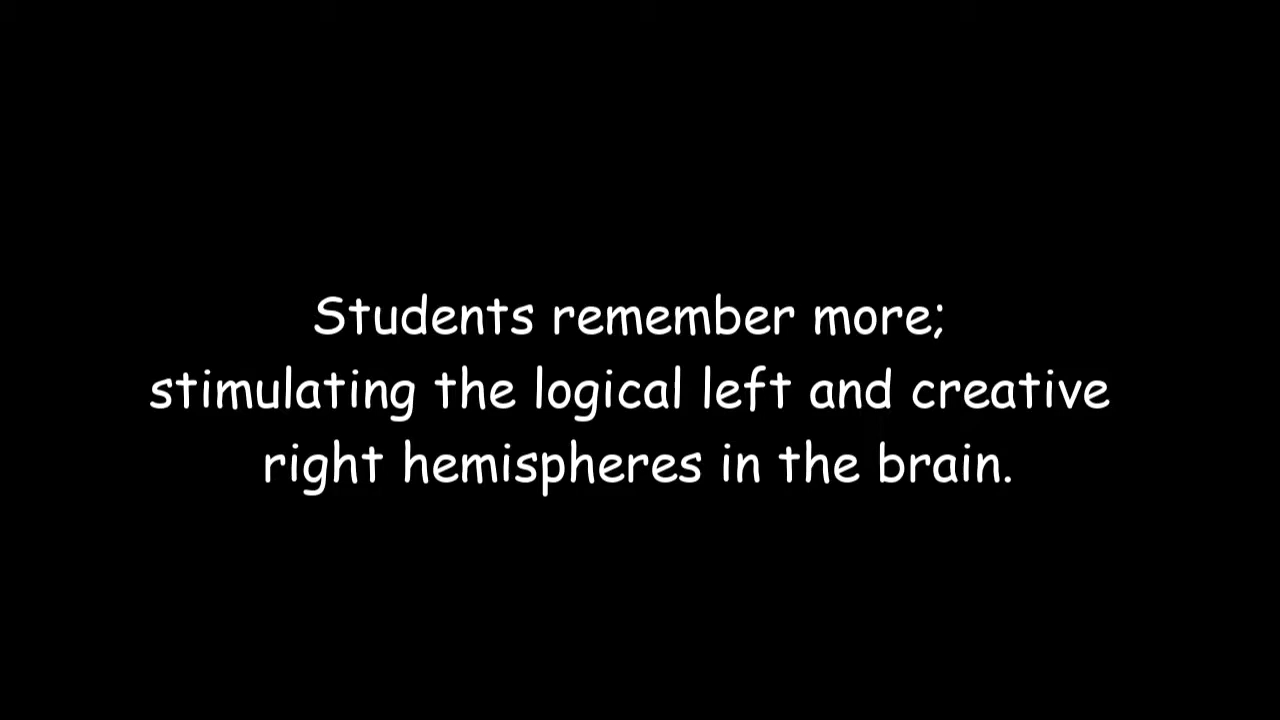 Students remember more;
stimulating the logical left and creative
right hemispheres in the brain.